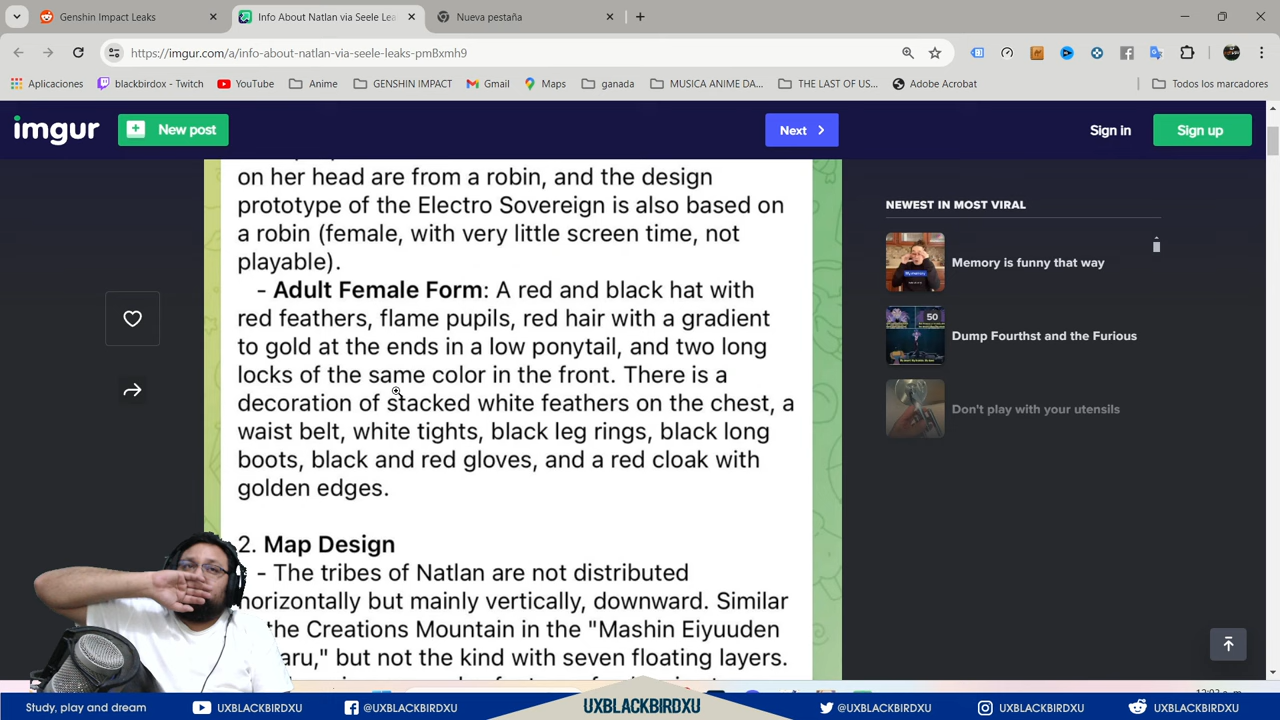 Genshin Impact Leaks
Info About Natlan via Seele Lea
Nueva pestaña
https://imgur.com/a/info-about-natlan-via-seele-leaks-pmBxmh9
Aplicaciones
blackbirdox - Twitch
YouTube
Anime
GENSHIN IMPACT
Gmail
Maps
ganada
MUSICA ANIME DA...
THE LAST OF US...
Adobe Acrobat
Todos los marcadores
imgur
New post
Next
Sign in
Sign up
on her head are from a robin, and the design
prototype of the Electro Sovereign is also based on
a robin (female, with very little screen time, not
playable).
- Adult Female Form: A red and black hat with
red feathers, flame pupils, red hair with a gradient
to gold at the ends in a low ponytail, and two long
locks of the same color in the front. There is a
decoration of stacked white feathers on the chest, a
waist belt, white tights, black leg rings, black long
boots, black and red gloves, and a red cloak with
golden edges.
2. Map Design
- The tribes of Natlan are not distributed
horizontally but mainly vertically, downward. Similar
the Creations Mountain in the "Mashin Eiyuuden
aru," but not the kind with seven floating layers.
NEWEST IN MOST VIRAL
Memory is funny that way
50
Dump Fourthst and the Furious
Don't play with your utensils
Study, play and dream
UXBLACKBIRDXU
@UXBLACKBIRDXU
UXBLACKBIRDXU
@UXBLACKBIRDXU
UXBLACKBIRDXU
UXBLACKBIRDXU